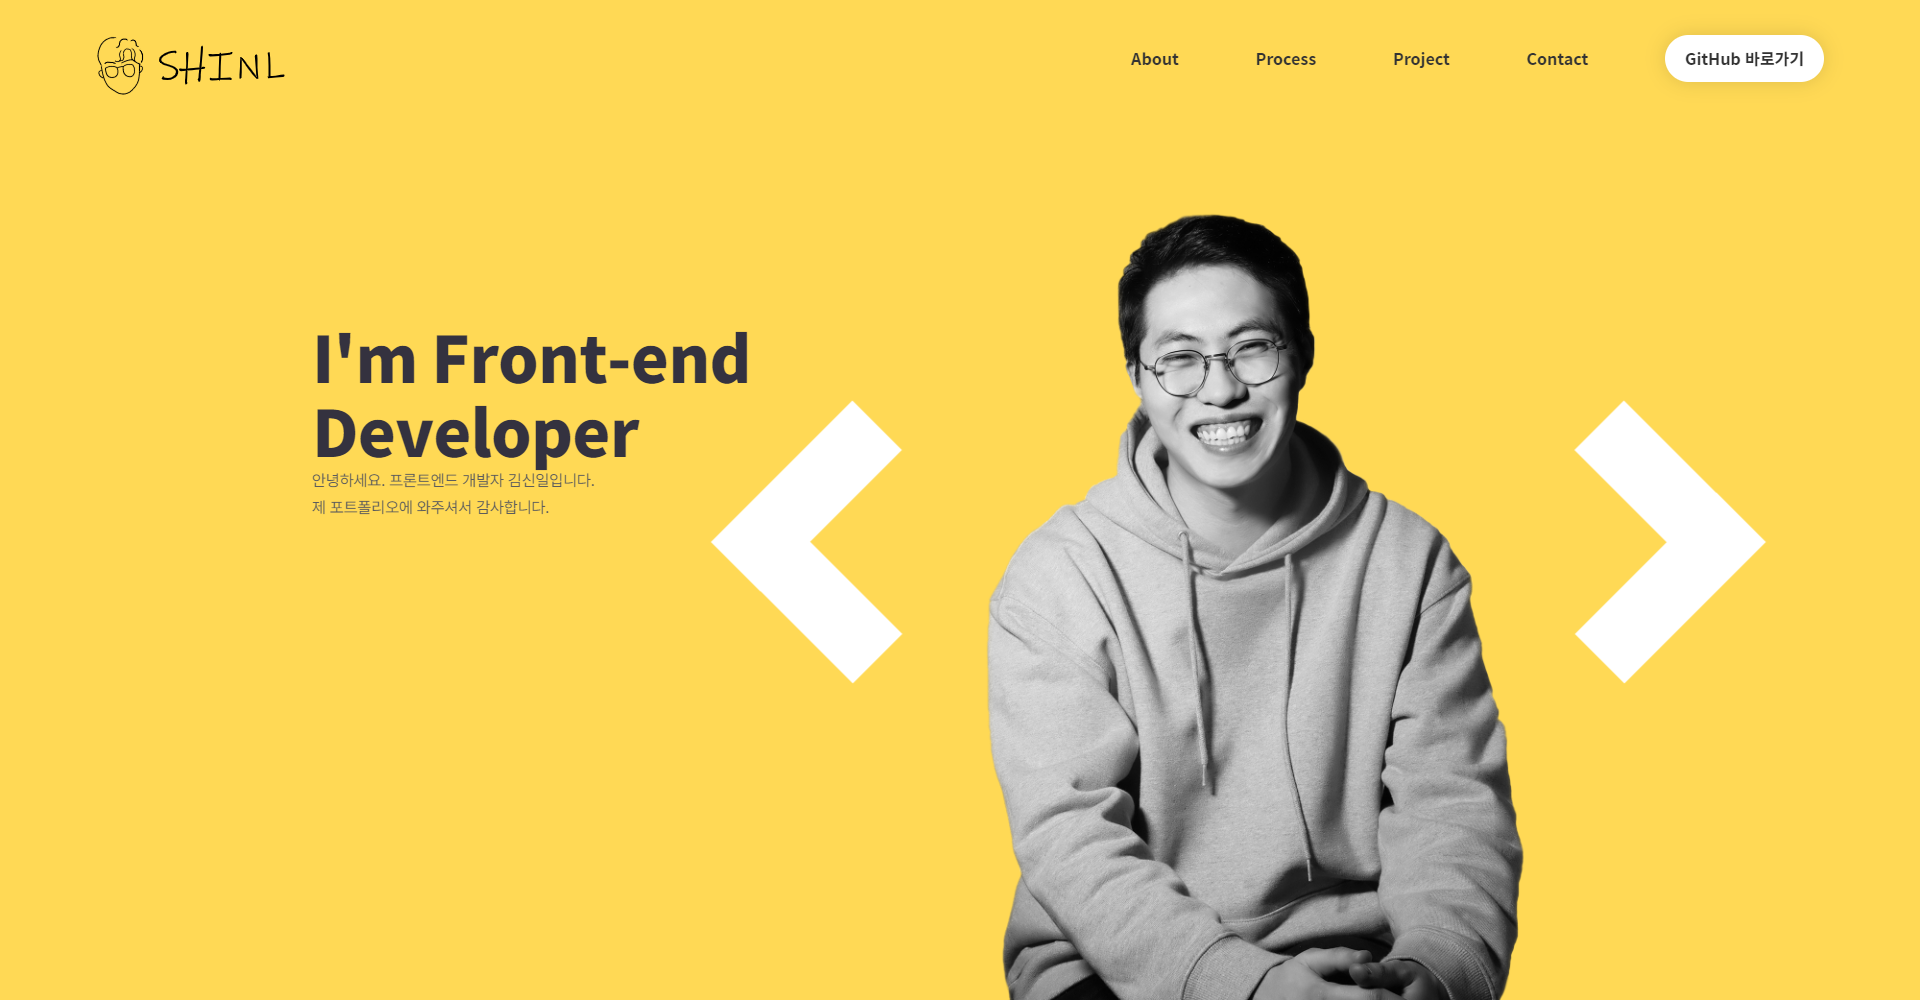 SHINL
About
Process
Project
Contact
GitHub 바로가기
I'm Front-end
Developer
안녕하세요. 프론트엔드 개발자 김신일입니다.
제 포트폴리오에 와주셔서 감사합니다.